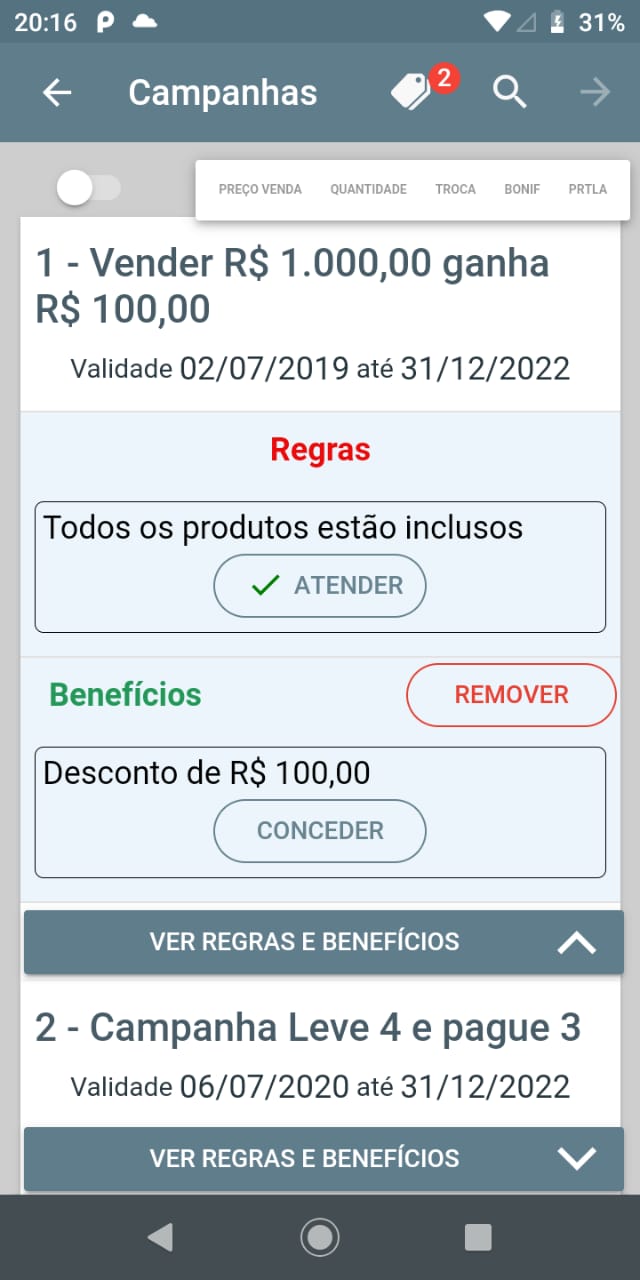 20:16 31%
Campanhas 2
PREÇO VENDA QUANTIDADE TROCA BONIF PRTLA
1 - Vender R$ 1.000,00 ganha
R$ 100,00
Validade 02/07/2019 até 31/12/2022
Regras
Todos os produtos estão inclusos
ATENDER
Benefícios REMOVER
Desconto de R$ 100,00
CONCEDER
VER REGRAS E BENEFÍCIOS
2 - Campanha Leve 4 e pague 3
Validade 06/07/2020 até 31/12/2022
VER REGRAS E BENEFÍCIOS